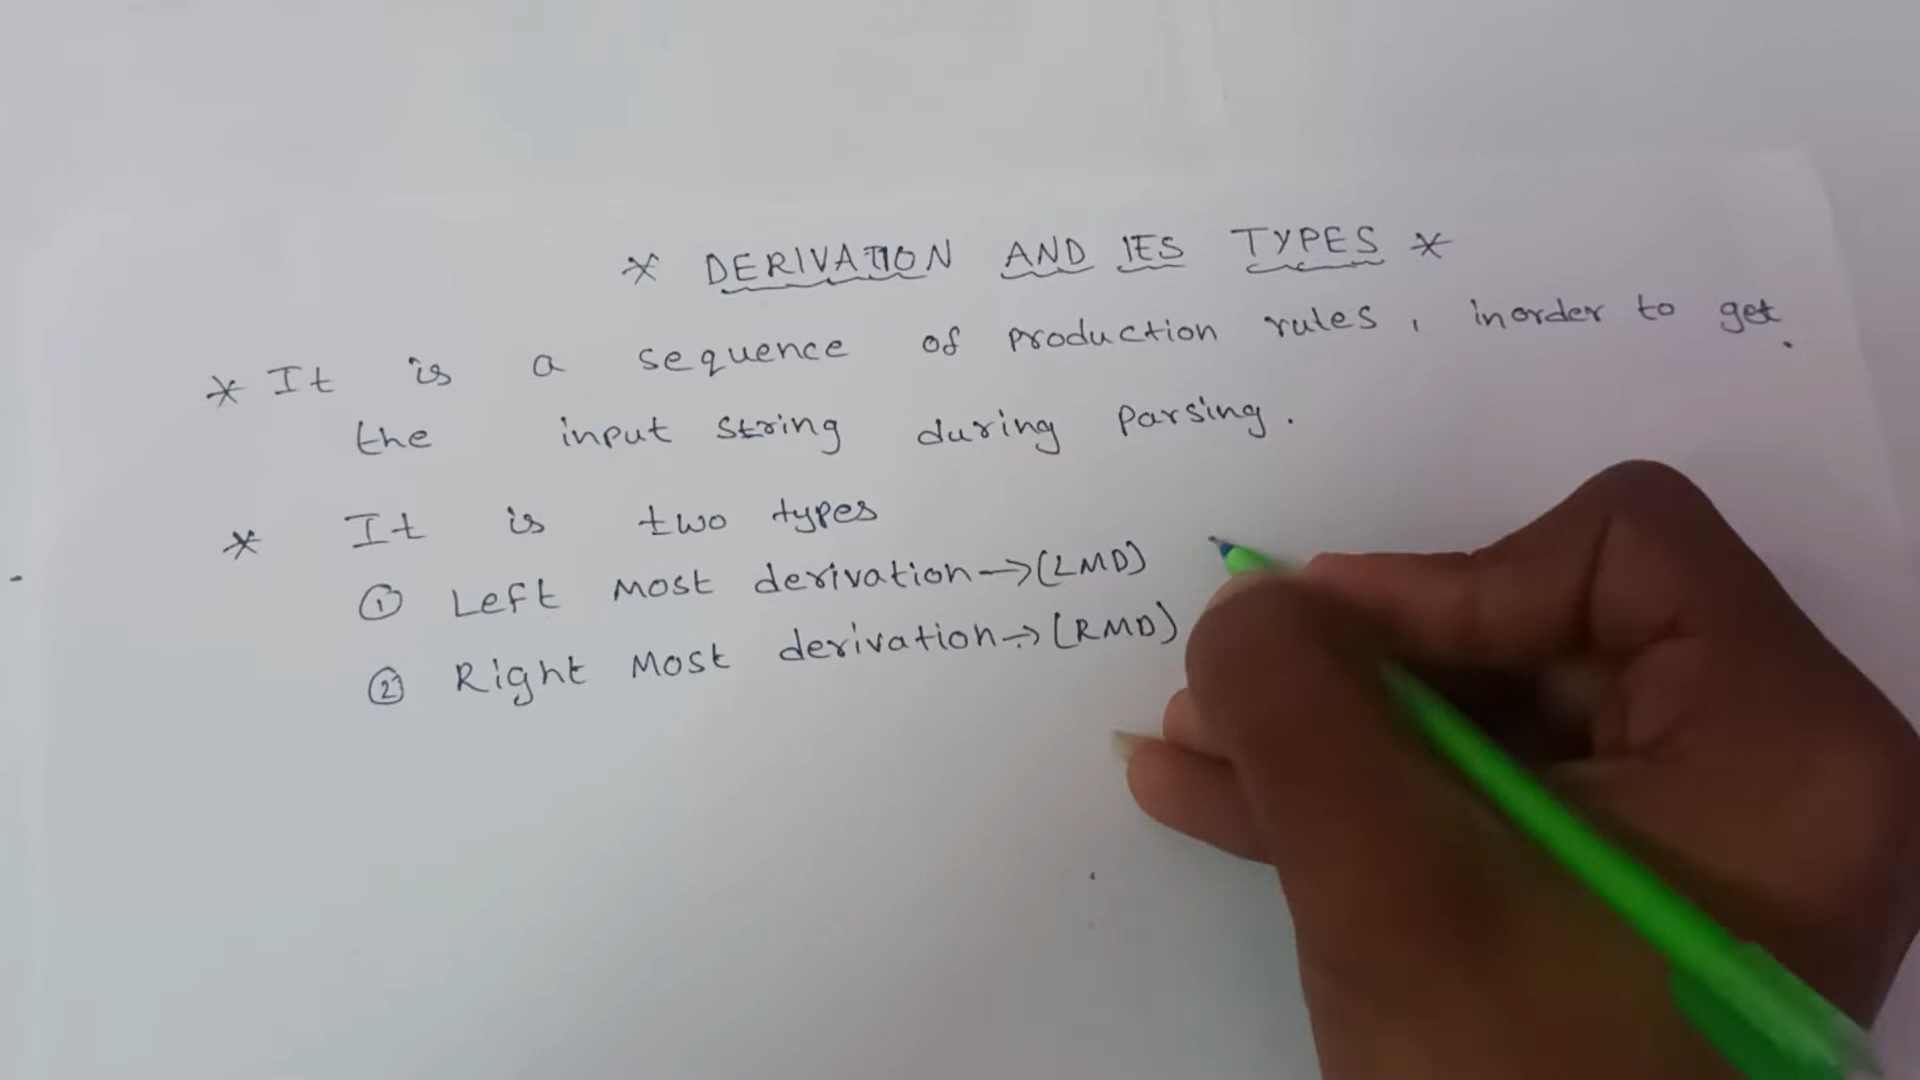 * DERIVATION AND ITS TYPES *
* It is a sequence of production rules, inorder to get
the input string during parsing.
* It is two types
① Left Most derivation → (LMD)
② Right Most derivation → (RMD)